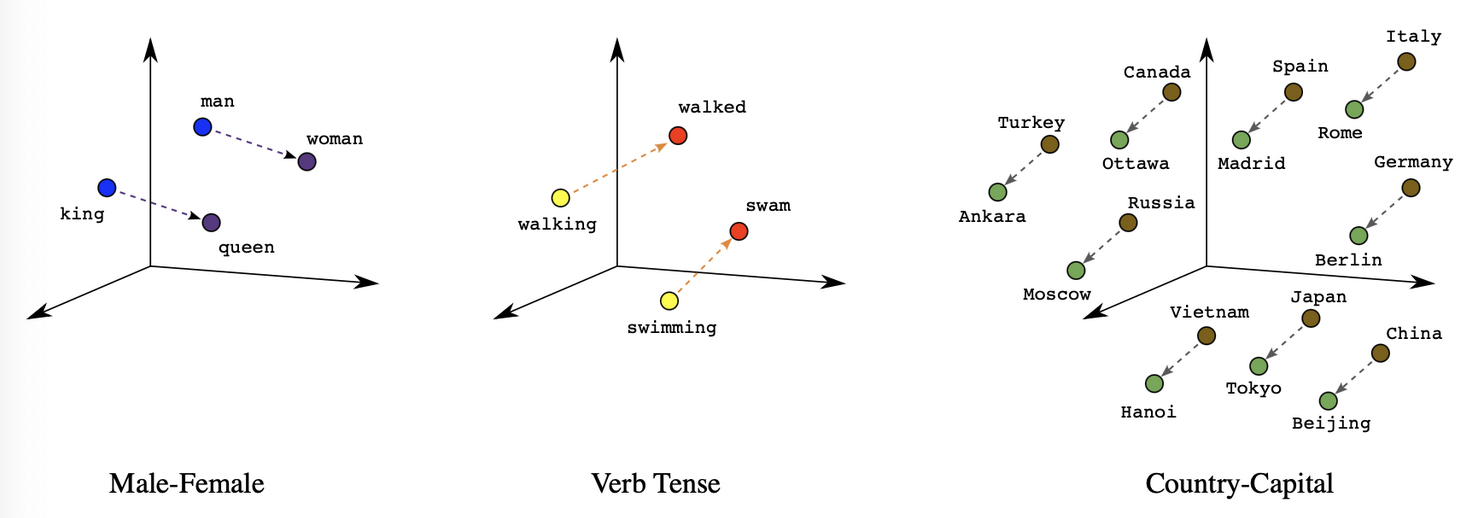 man
woman
king
queen
Male-Female
walked
walking
swam
swimming
Verb Tense
Italy
Canada
Spain
Rome
Turkey
Ottawa
Madrid
Germany
Ankara
Russia
Berlin
Moscow
Japan
Vietnam
China
Tokyo
Hanoi
Beijing
Country-Capital